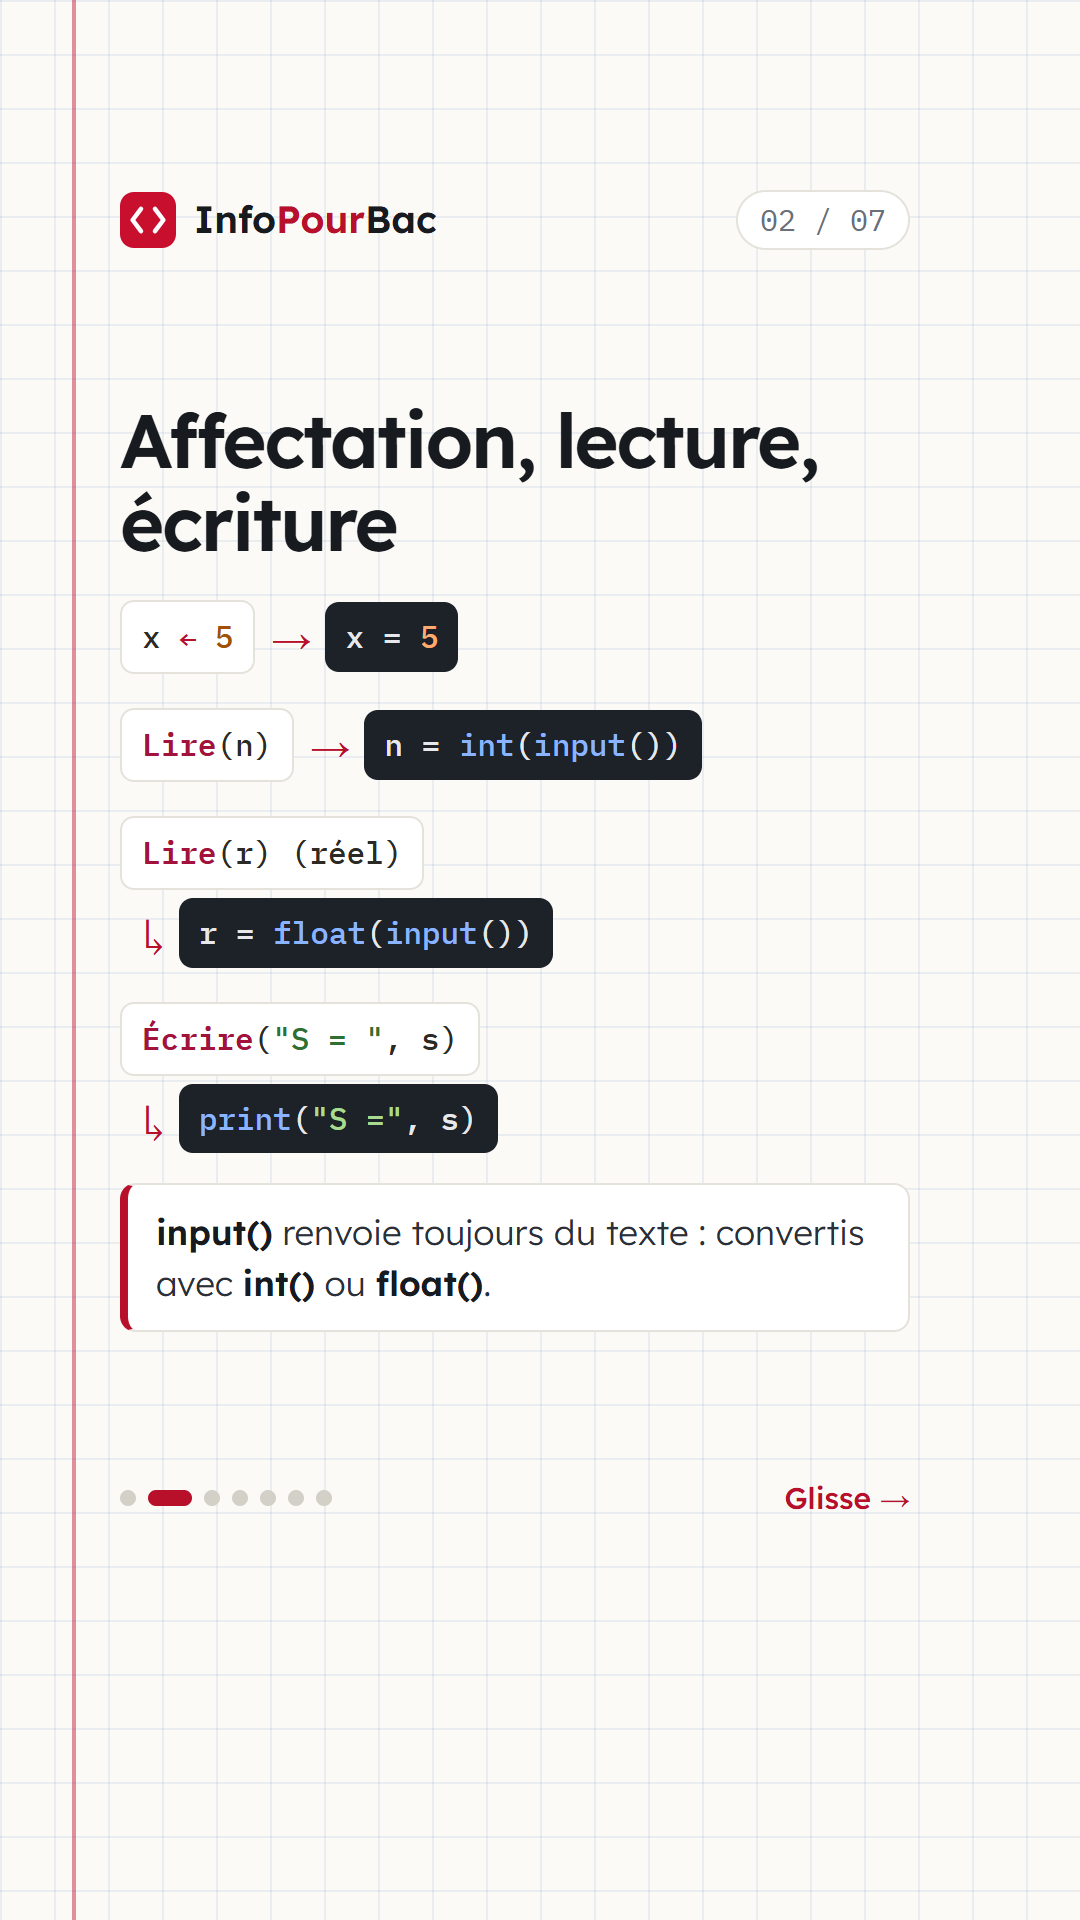 InfoPourBac
02 / 07
Affectation, lecture,
écriture
x ← 5 → x = 5
Lire(n) → n = int(input())
Lire(r) (réel)
↳ r = float(input())
Écrire("S = ", s)
↳ print("S =", s)
input() renvoie toujours du texte : convertis
avec int() ou float().
Glisse →